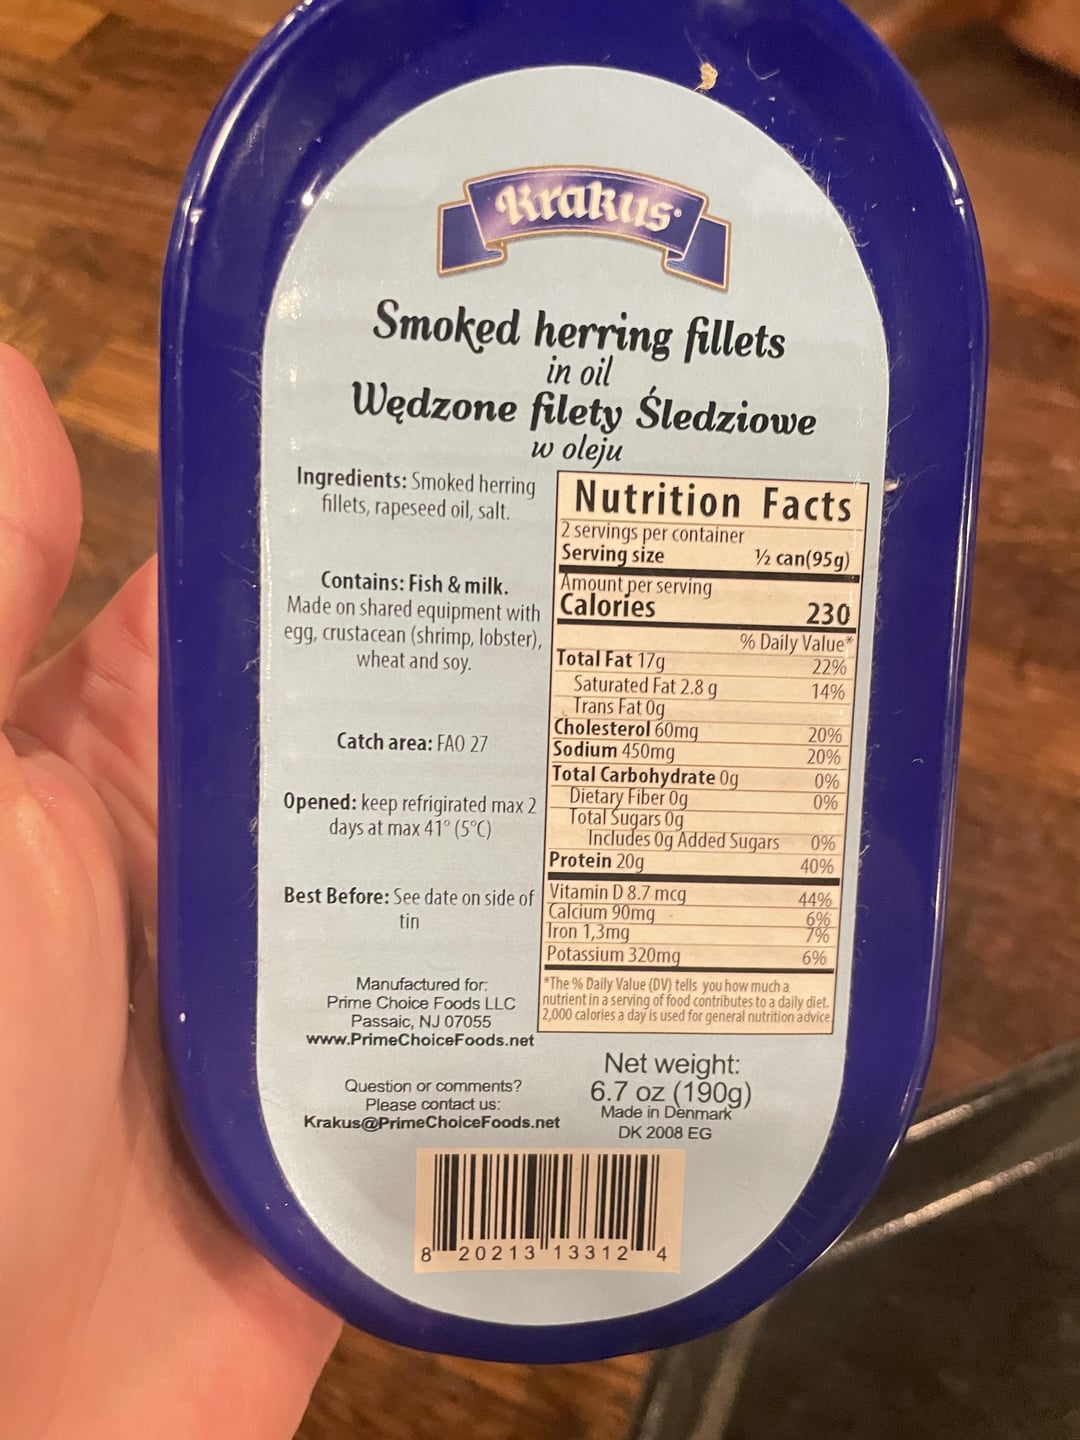 Krakus
Smoked herring fillets
in oil
Wędzone filety Śledziowe
w oleju
Ingredients: Smoked herring
fillets, rapeseed oil, salt.
Contains: Fish & milk.
Made on shared equipment with
egg, crustacean (shrimp, lobster),
wheat and soy.
Catch area: FAO 27
Opened: keep refrigirated max 2
days at max 41° (5°C)
Best Before: See date on side of
tin
Manufactured for:
Prime Choice Foods LLC
Passaic, NJ 07055
www.PrimeChoiceFoods.net
Question or comments?
Please contact us:
Krakus@PrimeChoiceFoods.net
Nutrition Facts
2 servings per container
Serving size ½ can(95g)
Amount per serving
Calories 230
% Daily Value*
Total Fat 17g 22%
Saturated Fat 2.8 g 14%
Trans Fat 0g
Cholesterol 60mg 20%
Sodium 450mg 20%
Total Carbohydrate 0g 0%
Dietary Fiber 0g 0%
Total Sugars 0g
Includes 0g Added Sugars 0%
Protein 20g 40%
Vitamin D 8.7 mcg 44%
Calcium 90mg 6%
Iron 1,3mg 7%
Potassium 320mg 6%
*The % Daily Value (DV) tells you how much a
nutrient in a serving of food contributes to a daily diet.
2,000 calories a day is used for general nutrition advice
Net weight:
6.7 oz (190g)
Made in Denmark
DK 2008 EG
8 20213 13312 4